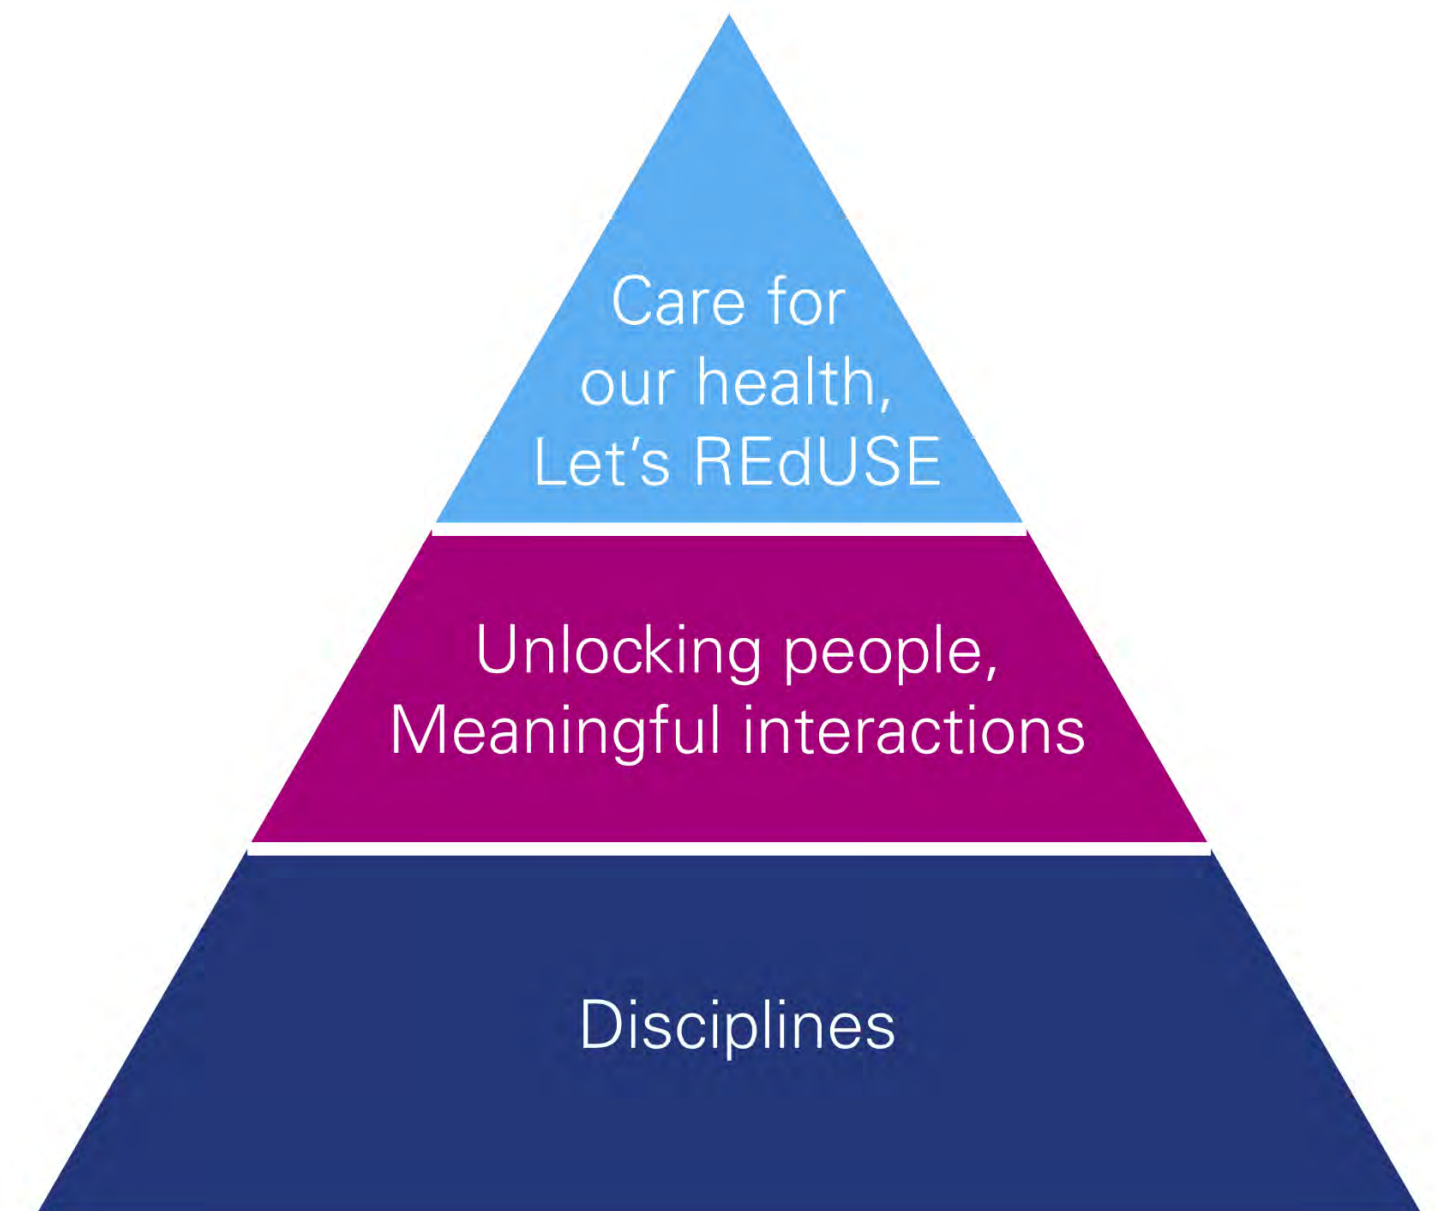 Care for
our health,
Let's REdUSE
Unlocking people,
Meaningful interactions
Disciplines